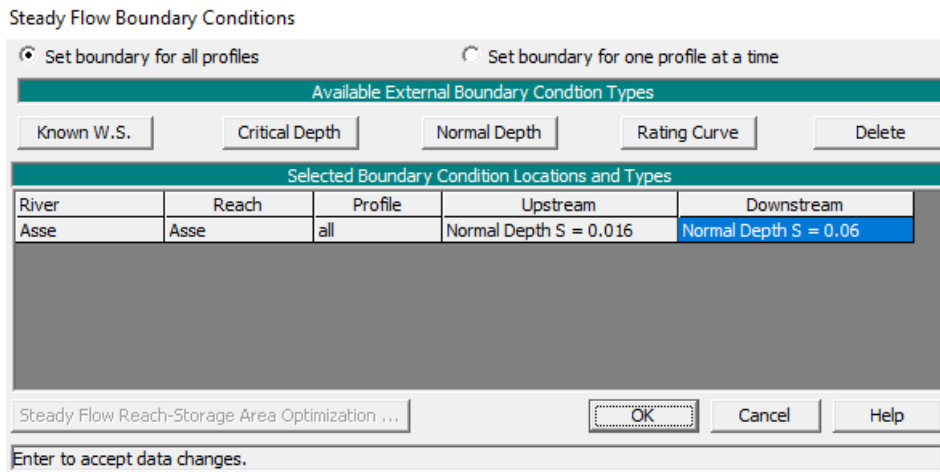 Steady Flow Boundary Conditions
Set boundary for all profiles Set boundary for one profile at a time
Available External Boundary Condtion Types
Known W.S. Critical Depth Normal Depth Rating Curve Delete
Selected Boundary Condition Locations and Types
River Reach Profile Upstream Downstream
Asse Asse all Normal Depth S = 0.016 Normal Depth S = 0.06
Steady Flow Reach-Storage Area Optimization ... OK Cancel Help
Enter to accept data changes.